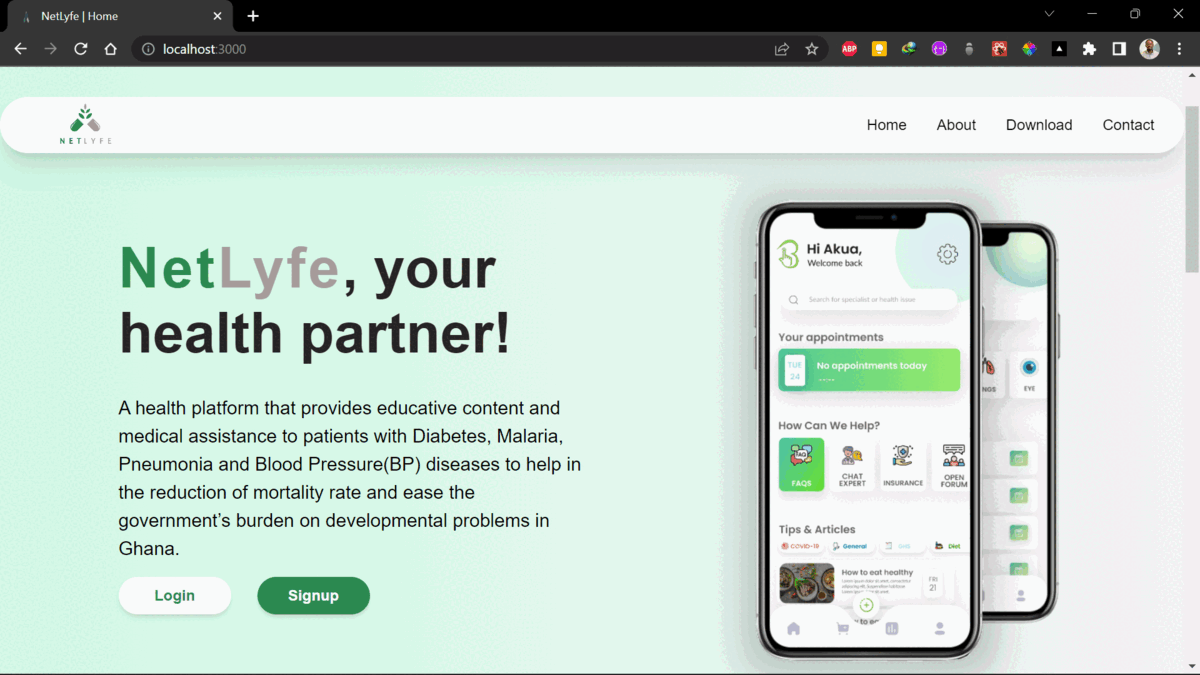 NetLyfe | Home
localhost:3000
ABP
NETLYFE
Home About Download Contact
NetLyfe, your
health partner!
A health platform that provides educative content and
medical assistance to patients with Diabetes, Malaria,
Pneumonia and Blood Pressure(BP) diseases to help in
the reduction of mortality rate and ease the
government's burden on developmental problems in
Ghana.
Login Signup
Hi Akua,
Welcome back
Search for specialist or health issue
Your appointments
TUE
24
No appointments today
----
How Can We Help?
FAQ
FAQS
CHAT
EXPERT
INSURANCE
OPEN
FORUM
Tips & Articles
COVID-19 General Diet
How to eat healthy
FRI
21
NGS
EYE